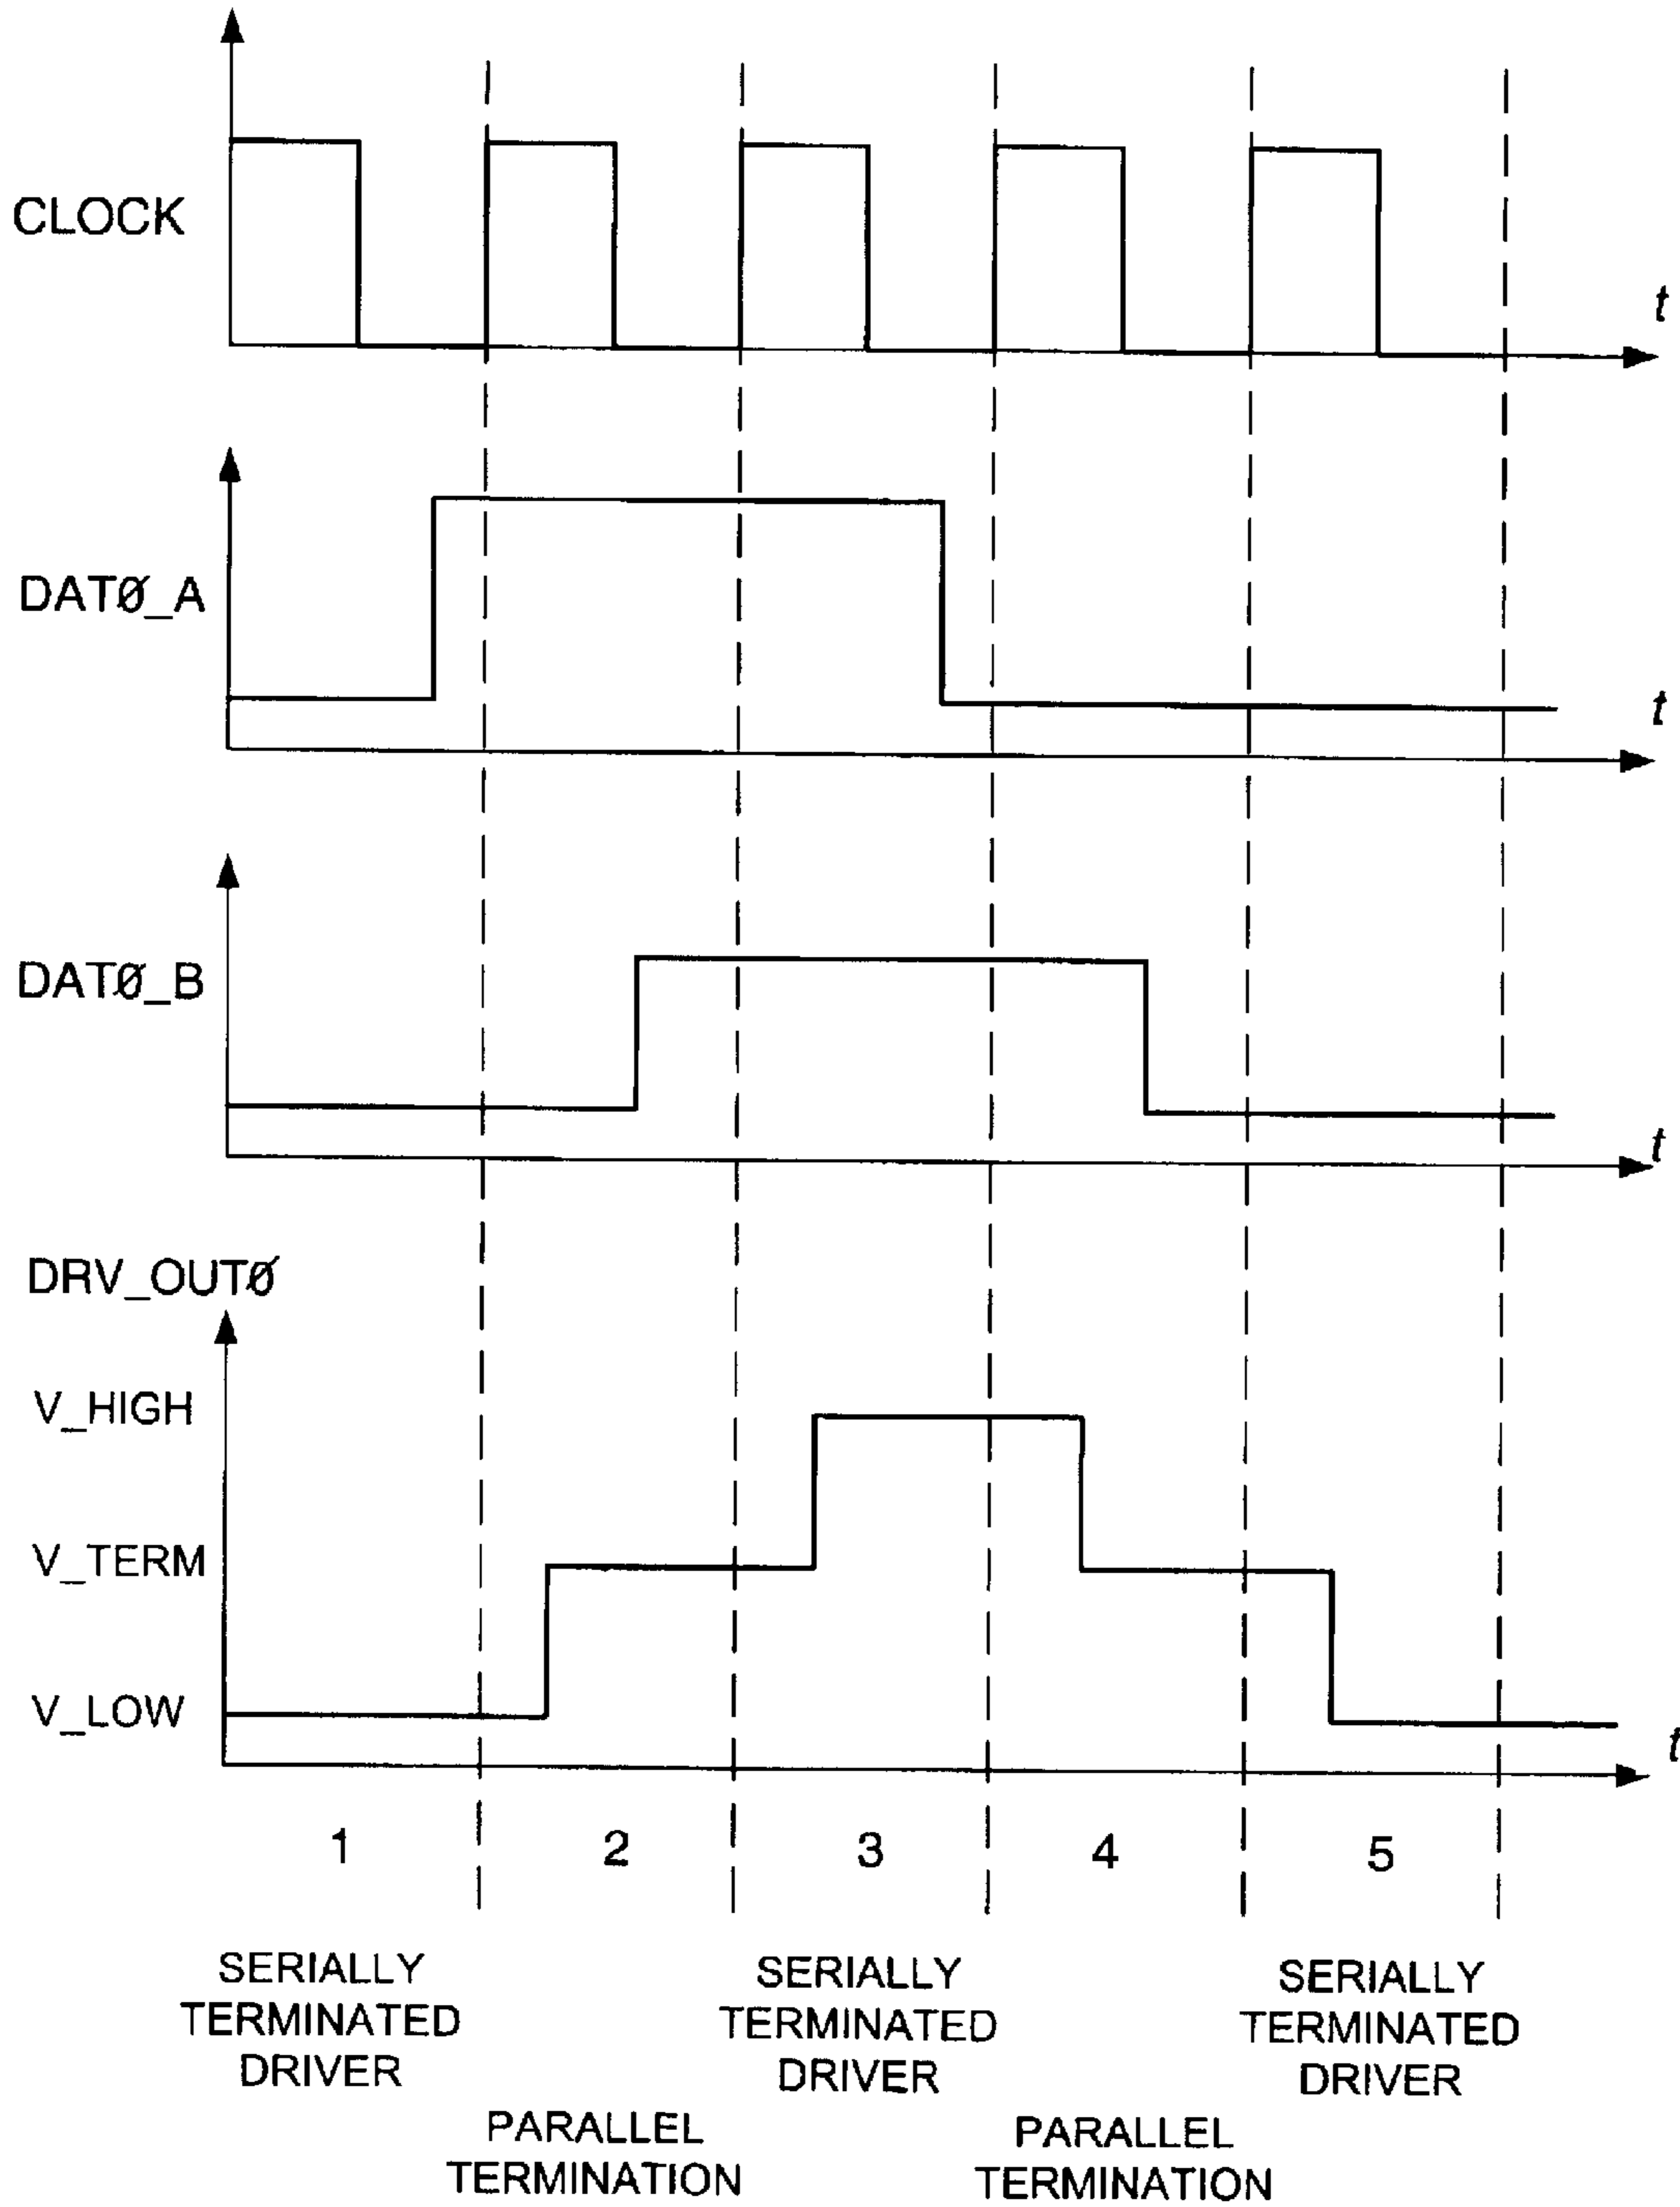 CLOCK
t
DATØ_A
t
DATØ_B
t
DRV_OUTØ
V_HIGH
V_TERM
V_LOW
t
1 2 3 4 5
SERIALLY
TERMINATED
DRIVER
SERIALLY
TERMINATED
DRIVER
SERIALLY
TERMINATED
DRIVER
PARALLEL
TERMINATION
PARALLEL
TERMINATION